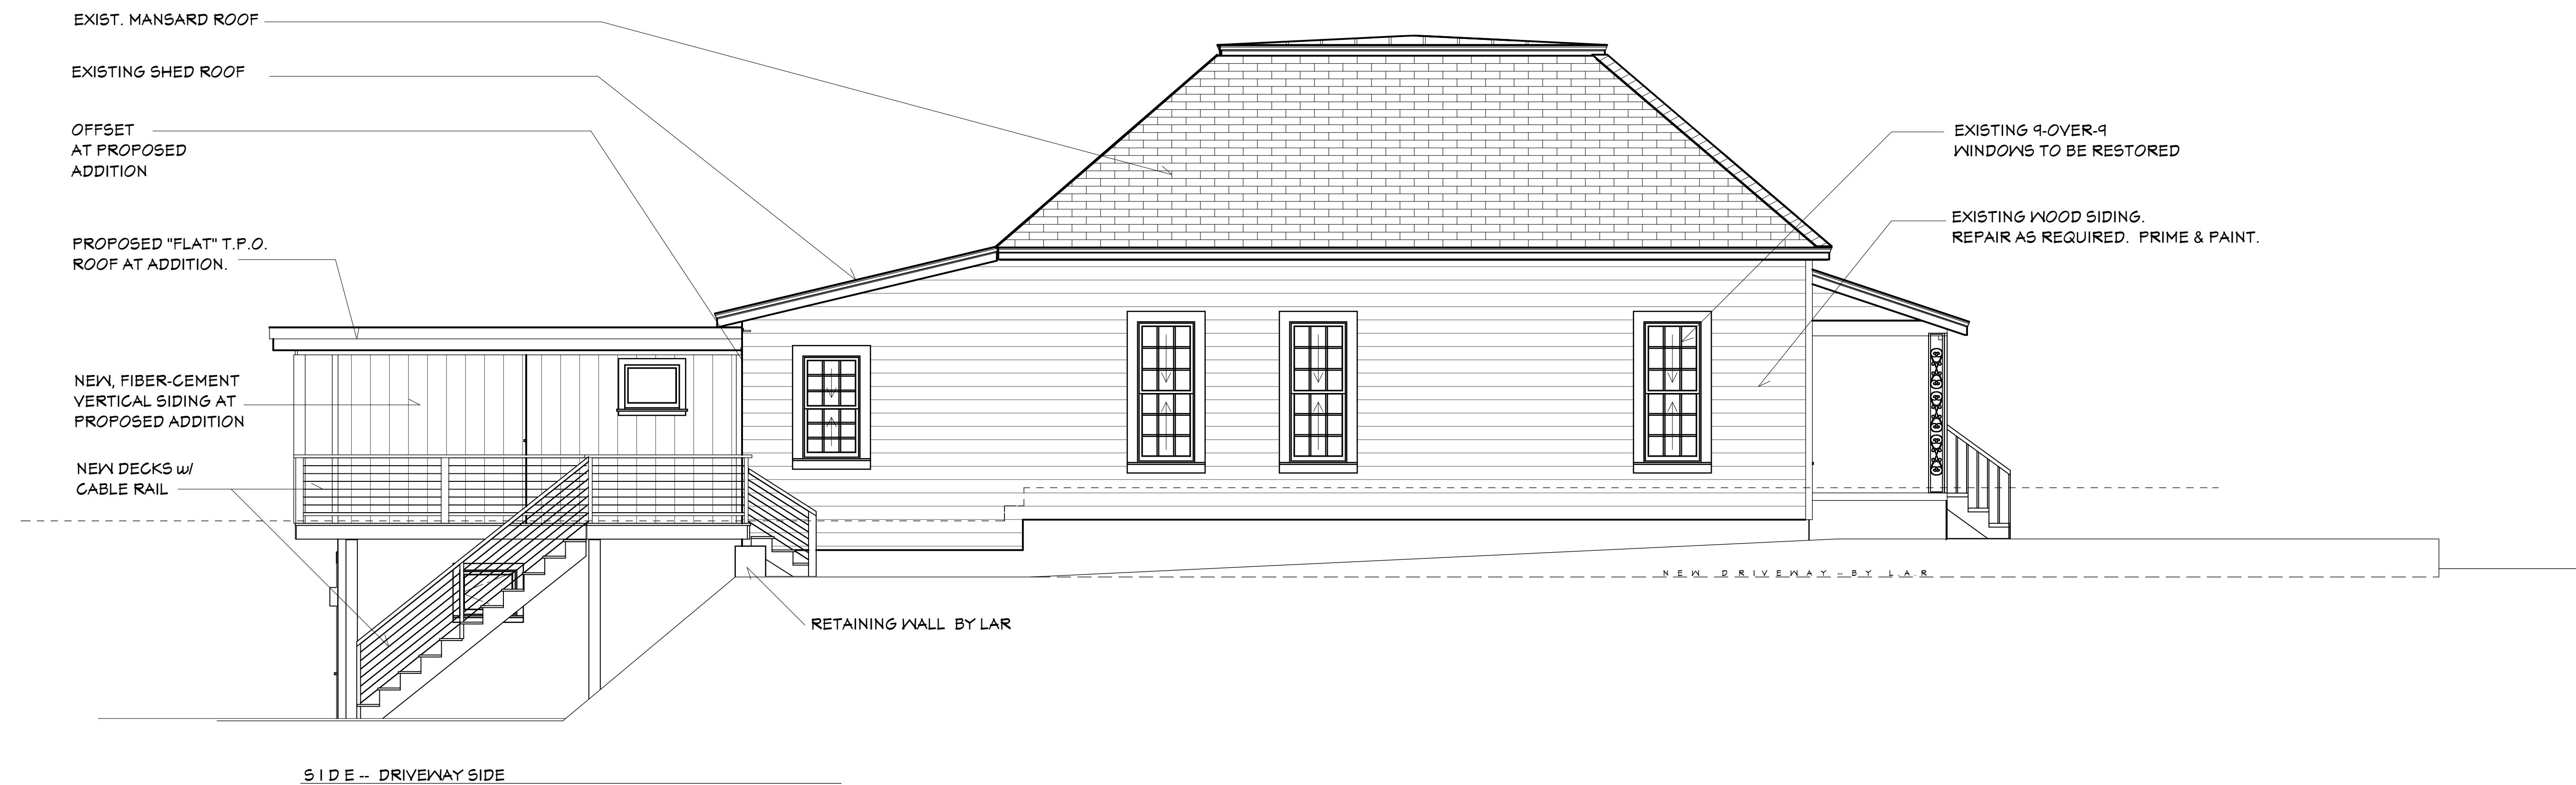 EXIST. MANSARD ROOF
EXISTING SHED ROOF
OFFSET
AT PROPOSED
ADDITION
PROPOSED "FLAT" T.P.O.
ROOF AT ADDITION.
NEW, FIBER-CEMENT
VERTICAL SIDING AT
PROPOSED ADDITION
NEW DECKS w/
CABLE RAIL
EXISTING 9-OVER-9
WINDOWS TO BE RESTORED
EXISTING WOOD SIDING.
REPAIR AS REQUIRED. PRIME & PAINT.
NEW DRIVEWAY -- BY L.A.R
RETAINING WALL BY LAR
SIDE -- DRIVEWAY SIDE